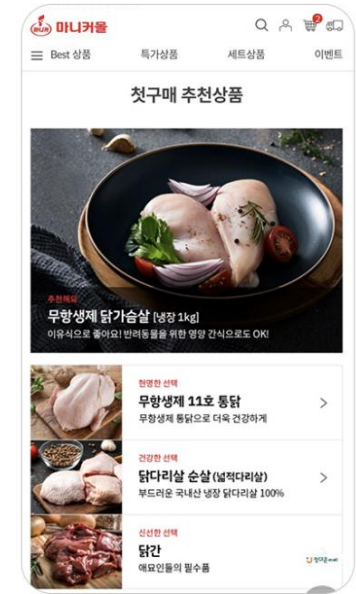 마니커몰
2
Best 상품 특가상품 세트상품 이벤트
첫구매 추천상품
추천해요
무항생제 닭가슴살 [냉장 1kg]
이유식으로 좋아요! 반려동물을 위한 영양 간식으로도 OK!
현명한 선택
무항생제 11호 통닭
무항생제 통닭으로 더욱 건강하게
건강한 선택
닭다리살 순살 (넓적다리살)
부드러운 국내산 냉장 닭다리살 100%
신선한 선택
닭간
애묘인들의 필수품